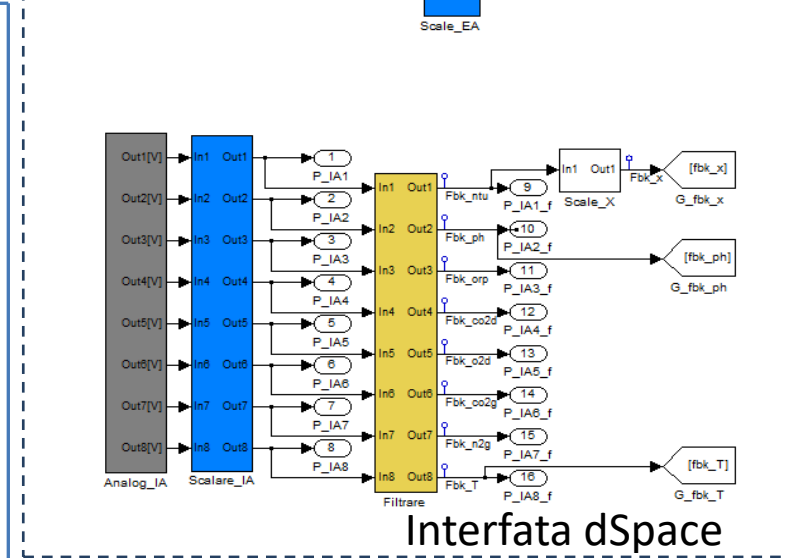 Scale_EA
Out1[V] In1 Out1 1
P_IA1
In1 Out1 Fbk_ntu 9
P_IA1_f
In1 Out1 Fbk_x [fbk_x]
Scale_X G_fbk_x
Out2[V] In2 Out2 2
P_IA2
In2 Out2 Fbk_ph 10
P_IA2_f
[fbk_ph]
G_fbk_ph
Out3[V] In3 Out3 3
P_IA3
In3 Out3 Fbk_orp 11
P_IA3_f
Out4[V] In4 Out4 4
P_IA4
In4 Out4 Fbk_co2d 12
P_IA4_f
Out5[V] In5 Out5 5
P_IA5
In5 Out5 Fbk_o2d 13
P_IA5_f
Out6[V] In6 Out6 6
P_IA6
In6 Out6 Fbk_co2g 14
P_IA6_f
Out7[V] In7 Out7 7
P_IA7
In7 Out7 Fbk_n2g 15
P_IA7_f
Out8[V] In8 Out8 8
P_IA8
In8 Out8 Fbk_T 16
P_IA8_f
[fbk_T]
G_fbk_T
Analog_IA
Scalare_IA
Filtrare
Interfata dSpace